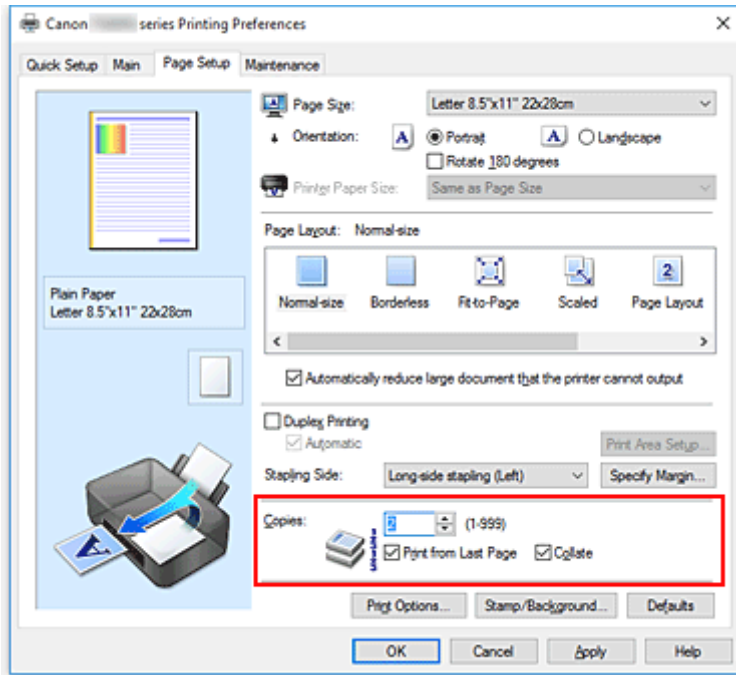 Canon series Printing Preferences
Quick Setup Main Page Setup Maintenance
Page Size: Letter 8.5"x11" 22x28cm
Orientation: A Portrait A Landscape
Rotate 180 degrees
Printer Paper Size: Same as Page Size
Page Layout: Normal-size
2
Normal-size Borderless Fit-to-Page Scaled Page Layout
Plain Paper
Letter 8.5"x11" 22x28cm
Automatically reduce large document that the printer cannot output
Duplex Printing
Automatic Print Area Setup...
Stapling Side: Long-side stapling (Left) Specify Margin...
Copies: 2 (1-999)
Print from Last Page Collate
A
Print Options... Stamp/Background... Defaults
OK Cancel Apply Help